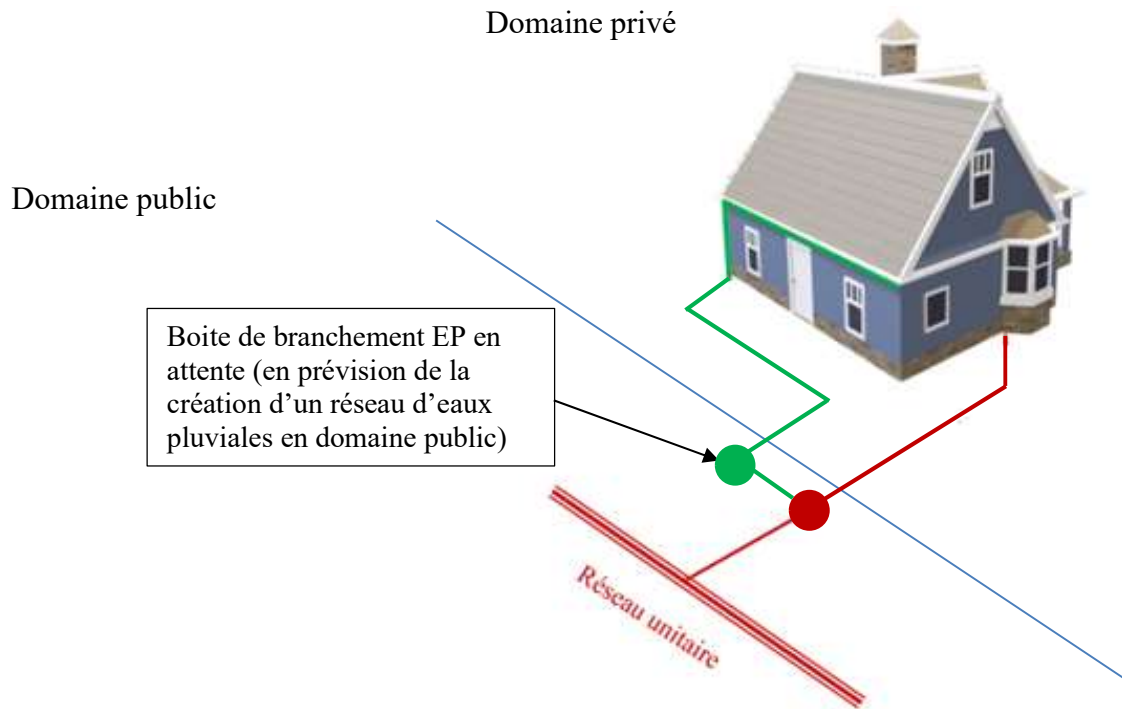 Domaine privé
Domaine public
Boite de branchement EP en
attente (en prévision de la
création d’un réseau d’eaux
pluviales en domaine public)
Réseau unitaire